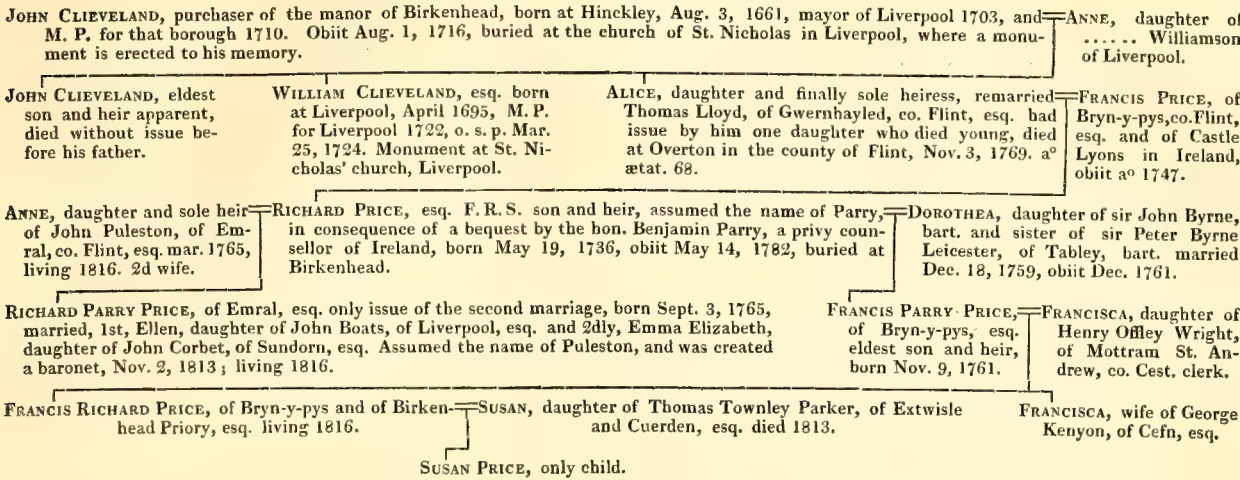 JOHN CLIEVELAND, purchaser of the manor of Birkenhead, born at Hinckley, Aug. 3, 1661, mayor of Liverpool 1703, and
M. P. for that borough 1710. Obiit Aug. 1, 1716, buried at the church of St. Nicholas in Liverpool, where a monu-
ment is erected to his memory.
ANNE, daughter of
...... Williamson
of Liverpool.
JOHN CLIEVELAND, eldest
son and heir apparent,
died without issue be-
fore his father.
WILLIAM CLIEVELAND, esq. born
at Liverpool, April 1695, M. P.
for Liverpool 1722, o. s. p. Mar.
25, 1724. Monument at St. Ni-
cholas' church, Liverpool.
ALICE, daughter and finally sole heiress, remarried
Thomas Lloyd, of Gwernhayled, co. Flint, esq. had
issue by him one daughter who died young, died
at Overton in the county of Flint, Nov. 3, 1769. aº
ætat. 68.
FRANCIS PRICE, of
Bryn-y-pys, co. Flint,
esq. and of Castle
Lyons in Ireland,
obiit aº 1747.
ANNE, daughter and sole heir
of John Puleston, of Em-
ral, co. Flint, esq. mar. 1765,
living 1816. 2d wife.
RICHARD PRICE, esq. F. R. S. son and heir, assumed the name of Parry,
in consequence of a bequest by the hon. Benjamin Parry, a privy coun-
sellor of Ireland, born May 19, 1736, obiit May 14, 1782, buried at
Birkenhead.
DOROTHEA, daughter of sir John Byrne,
bart. and sister of sir Peter Byrne
Leicester, of Tabley, bart. married
Dec. 18, 1759, obiit Dec. 1761.
RICHARD PARRY PRICE, of Emral, esq. only issue of the second marriage, born Sept. 3, 1765,
married, 1st, Ellen, daughter of John Boats, of Liverpool, esq. and 2dly, Emma Elizabeth,
daughter of John Corbet, of Sundorn, esq. Assumed the name of Puleston, and was created
a baronet, Nov. 2, 1813; living 1816.
FRANCIS PARRY PRICE,
of Bryn-y-pys, esq.
eldest son and heir,
born Nov. 9, 1761.
FRANCISCA, daughter of
Henry Offley Wright,
of Mottram St. An-
drew, co. Cest. clerk.
FRANCIS RICHARD PRICE, of Bryn-y-pys and of Birken-
head Priory, esq. living 1816.
SUSAN, daughter of Thomas Townley Parker, of Extwisle
and Cuerden, esq. died 1813.
FRANCISCA, wife of George
Kenyon, of Cefn, esq.
SUSAN PRICE, only child.